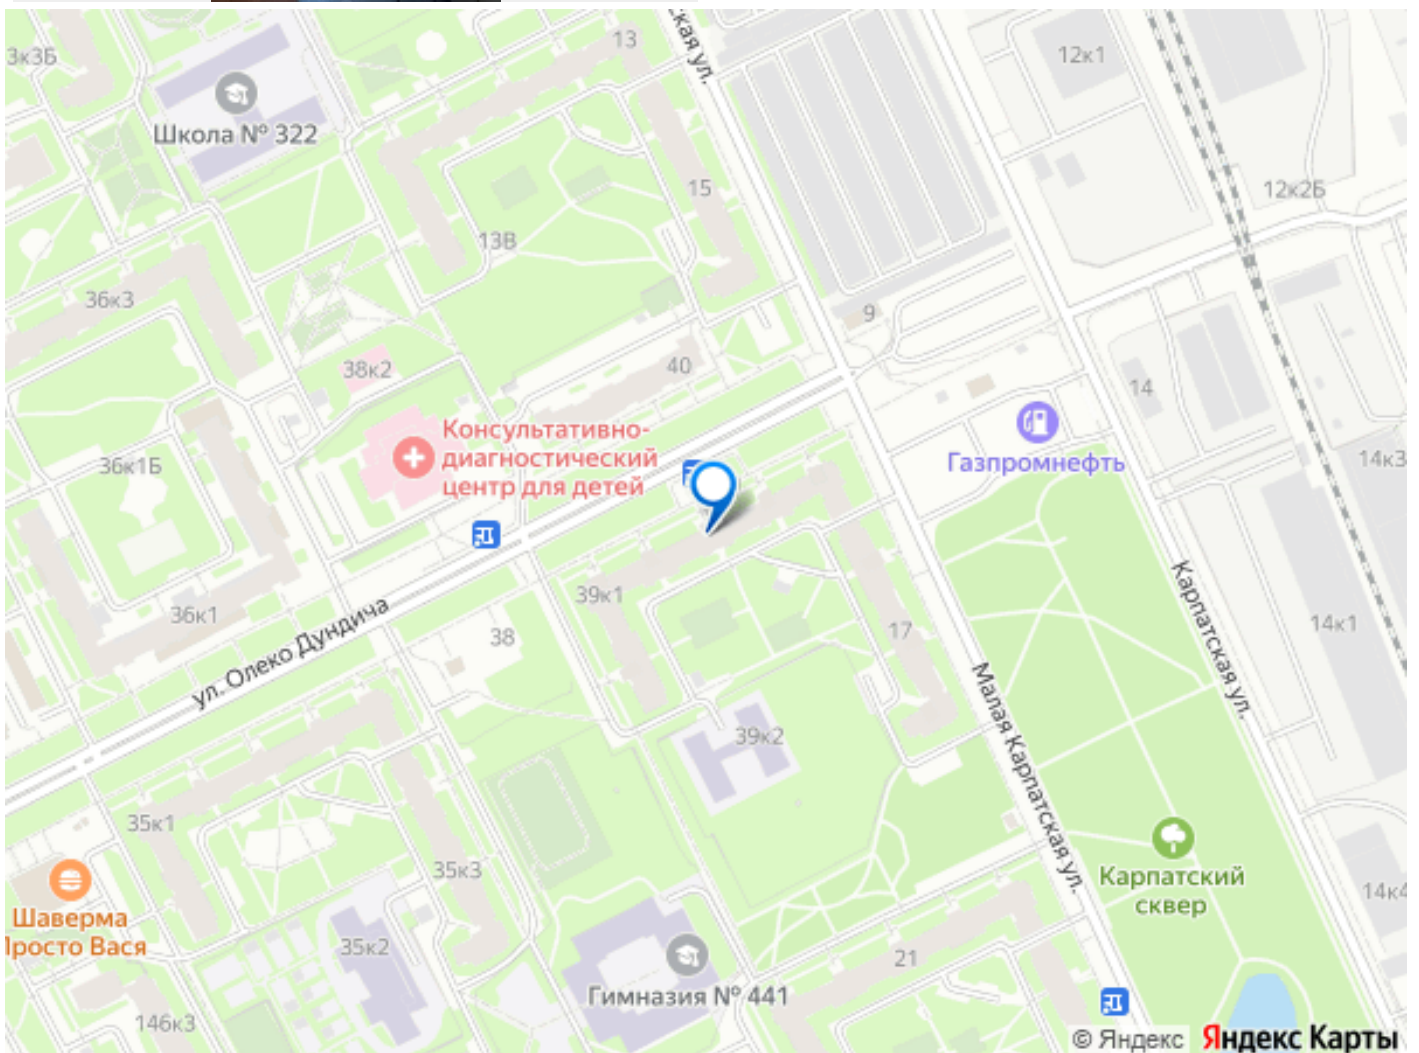 13
ская ул.
12к1
3к3Б
Школа № 322
15
12к2Б
13В
36к3
9
38к2
40
14
Консультативно-
диагностический
центр для детей
Газпромнефть
36к1Б
14к3
39к1
36к1
ул. Олеко Дундича
38
17
Карпатская ул.
14к1
Малая Карпатская ул.
39к2
35к1
35к3
Карпатский
сквер
14к4
Шаверма
Просто Вася
35к2
21
Гимназия № 441
146к3
© Яндекс Яндекс Карты